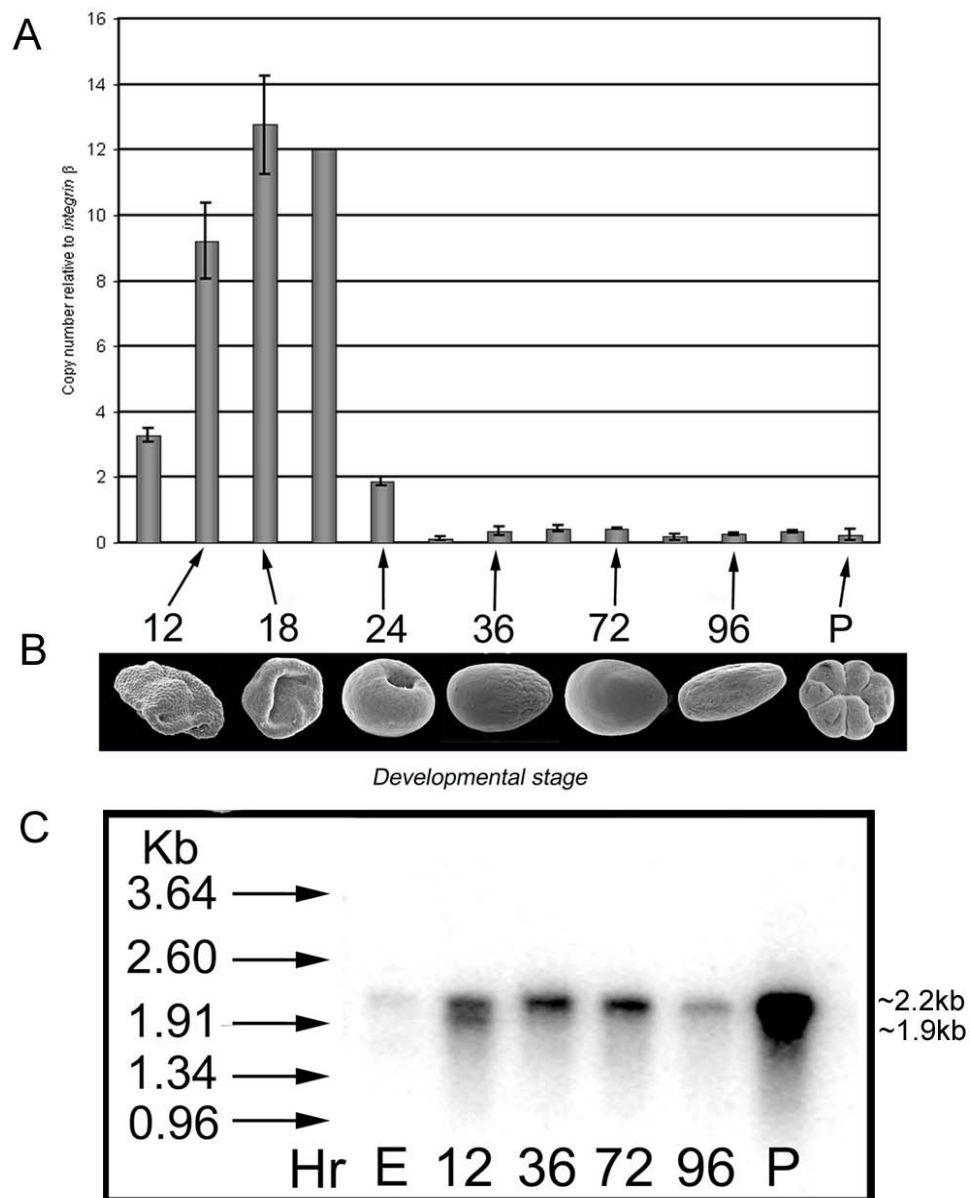 A
16
14
12
10
8
6
4
2
0
Copy number relative to integrin β
12 18 24 36 72 96 P
B
Developmental stage
C
Kb
3.64
2.60
1.91
1.34
0.96
~2.2kb
~1.9kb
Hr E 12 36 72 96 P